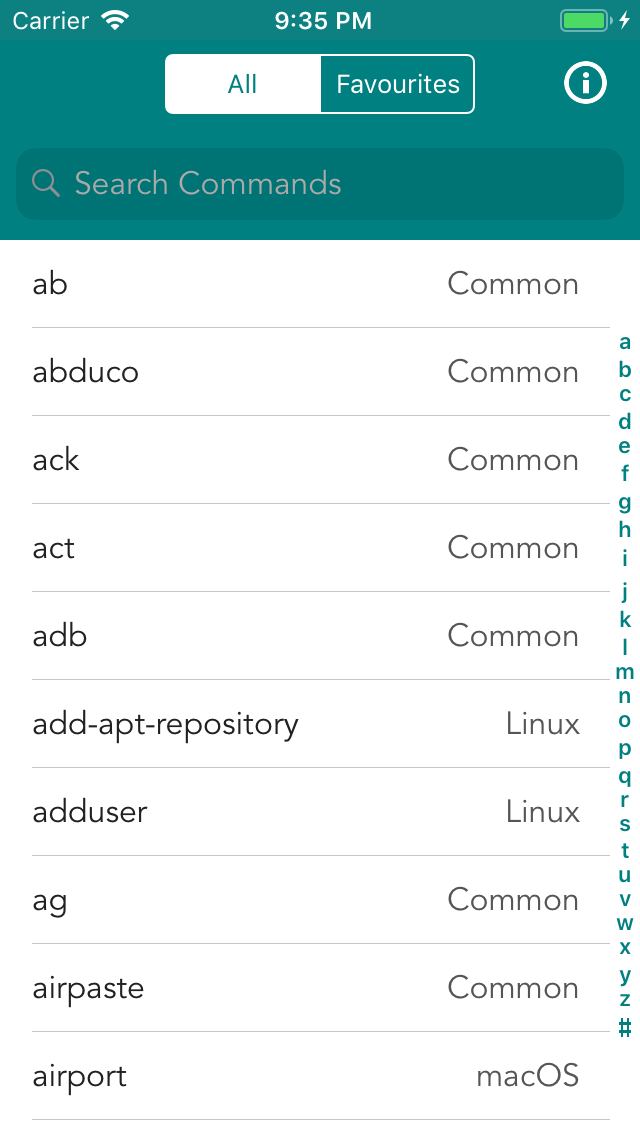 Carrier 9:35 PM
All Favourites
Search Commands
ab Common
abduco Common
ack Common
act Common
adb Common
add-apt-repository Linux
adduser Linux
ag Common
airpaste Common
airport macOS
a
b
c
d
e
f
g
h
i
j
k
l
m
n
o
p
q
r
s
t
u
v
w
x
y
z
#